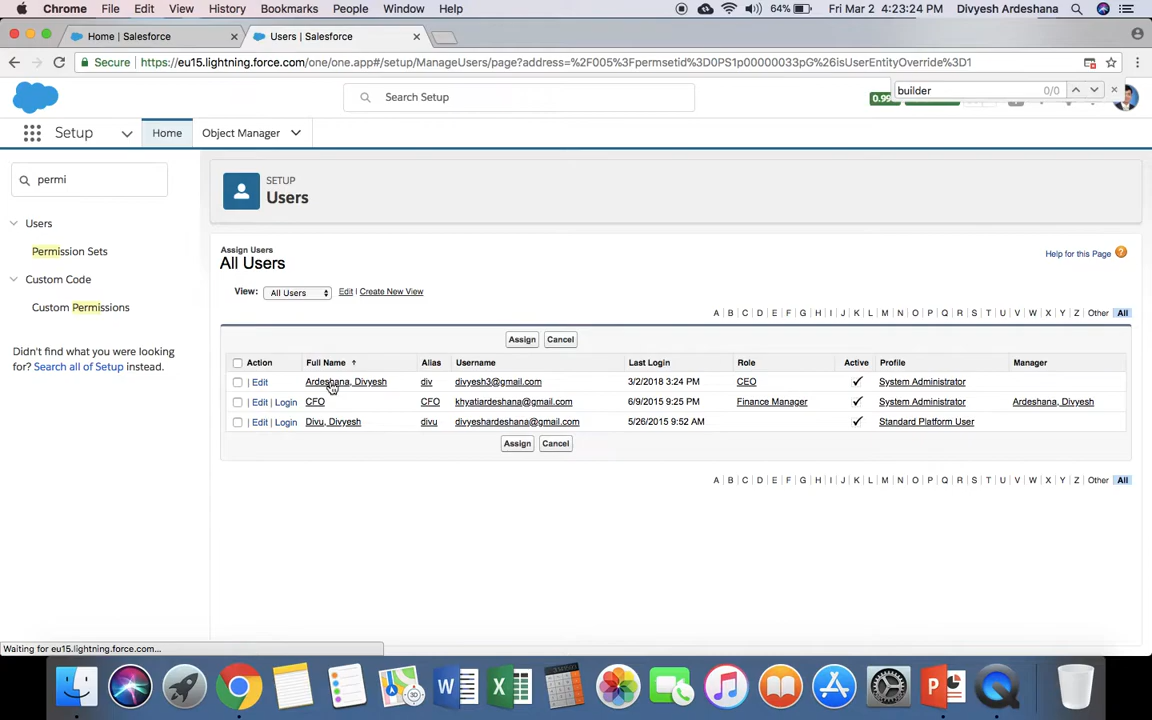 Chrome File Edit View History Bookmarks People Window Help 64% Fri Mar 2 4:23:24 PM Divyesh Ardeshana
Home | Salesforce × Users | Salesforce ×
Secure https://eu15.lightning.force.com/one/one.app#/setup/ManageUsers/page?address=%2F005%3Fpermsetid%3D0PS1p00000033pG%26isUserEntityOverride%3D1
builder 0/0
Search Setup
Setup Home Object Manager
permi
Users
Permission Sets
Custom Code
Custom Permissions
Didn't find what you were looking
for? Search all of Setup instead.
SETUP
Users
Assign Users
All Users
Help for this Page ?
View: All Users Edit | Create New View
A B C D E F G H I J K L M N O P Q R S T U V W X Y Z Other All
Assign Cancel
Action Full Name Alias Username Last Login Role Active Profile Manager
| Edit Ardeshana, Divyesh div divyesh3@gmail.com 3/2/2018 3:24 PM CEO System Administrator
| Edit | Login CFO CFO khyatiardeshana@gmail.com 6/9/2015 9:25 PM Finance Manager System Administrator Ardeshana, Divyesh
| Edit | Login Divu, Divyesh divu divyeshardeshana@gmail.com 5/26/2015 9:52 AM Standard Platform User
Assign Cancel
A B C D E F G H I J K L M N O P Q R S T U V W X Y Z Other All
Waiting for eu15.lightning.force.com...